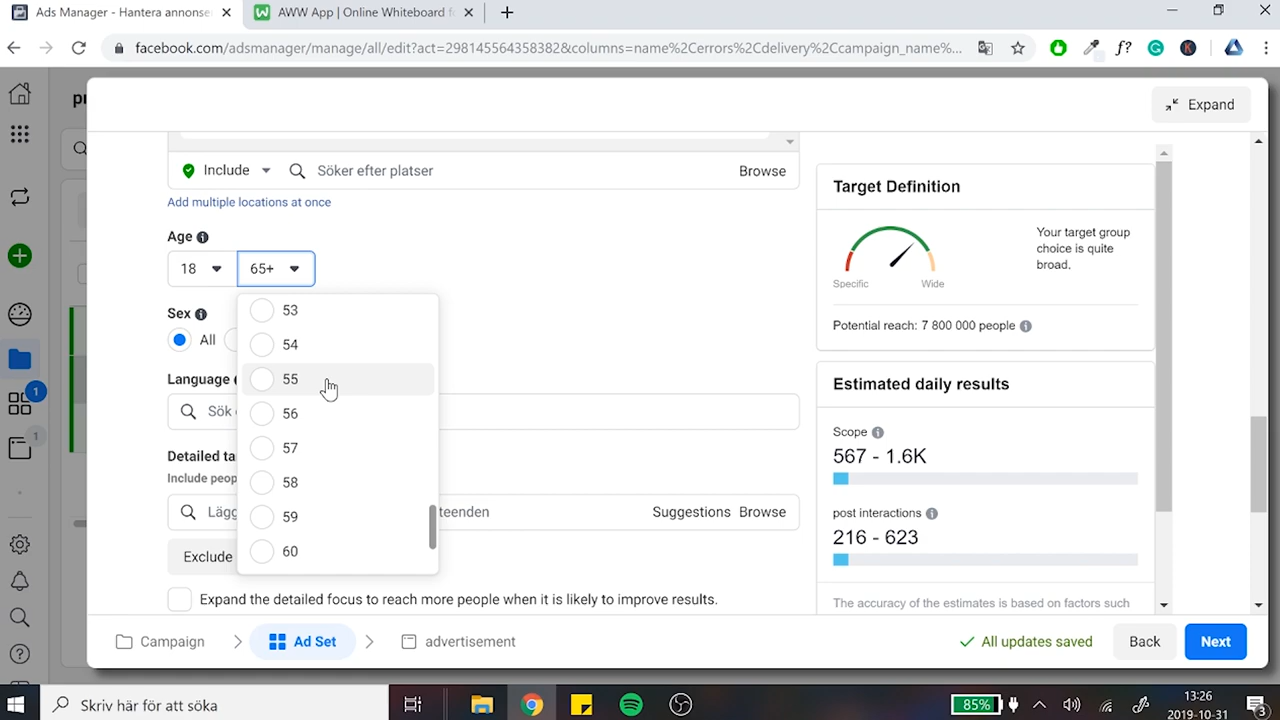 Ads Manager - Hantera annonse
AWW App | Online Whiteboard f
facebook.com/adsmanager/manage/all/edit?act=298145564358382&columns=name%2Cerrors%2Cdelivery%2Ccampaign_name%...
f?
K
Expand
Include
Söker efter platser
Browse
Add multiple locations at once
Age
18
65+
53
54
55
56
57
58
59
60
Sex
All
Language
Sök
Detailed ta
Include peop
Lägg
teenden
Suggestions
Browse
Exclude
Expand the detailed focus to reach more people when it is likely to improve results.
Target Definition
Specific
Wide
Your target group
choice is quite
broad.
Potential reach: 7 800 000 people
Estimated daily results
Scope
567 - 1.6K
post interactions
216 - 623
The accuracy of the estimates is based on factors such
1
1
Campaign
Ad Set
advertisement
All updates saved
Back
Next
Skriv här för att söka
85%
13:26
2019-10-31
3